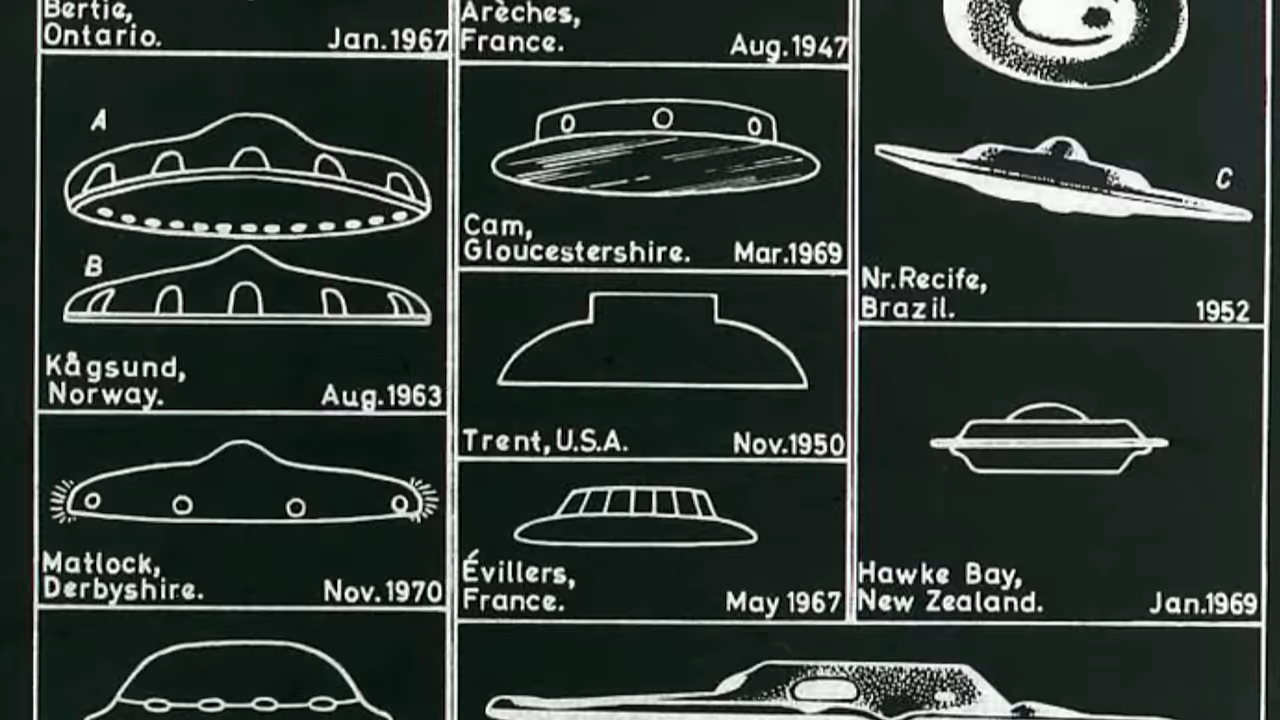 Bertie,
Ontario. Jan.1967
A
B
Kågsund,
Norway. Aug.1963
Matlock,
Derbyshire. Nov.1970
Arèches,
France. Aug.1947
Cam,
Gloucestershire. Mar.1969
Trent, U.S.A. Nov.1950
Évillers,
France. May 1967
C
Nr.Recife,
Brazil. 1952
Hawke Bay,
New Zealand. Jan.1969